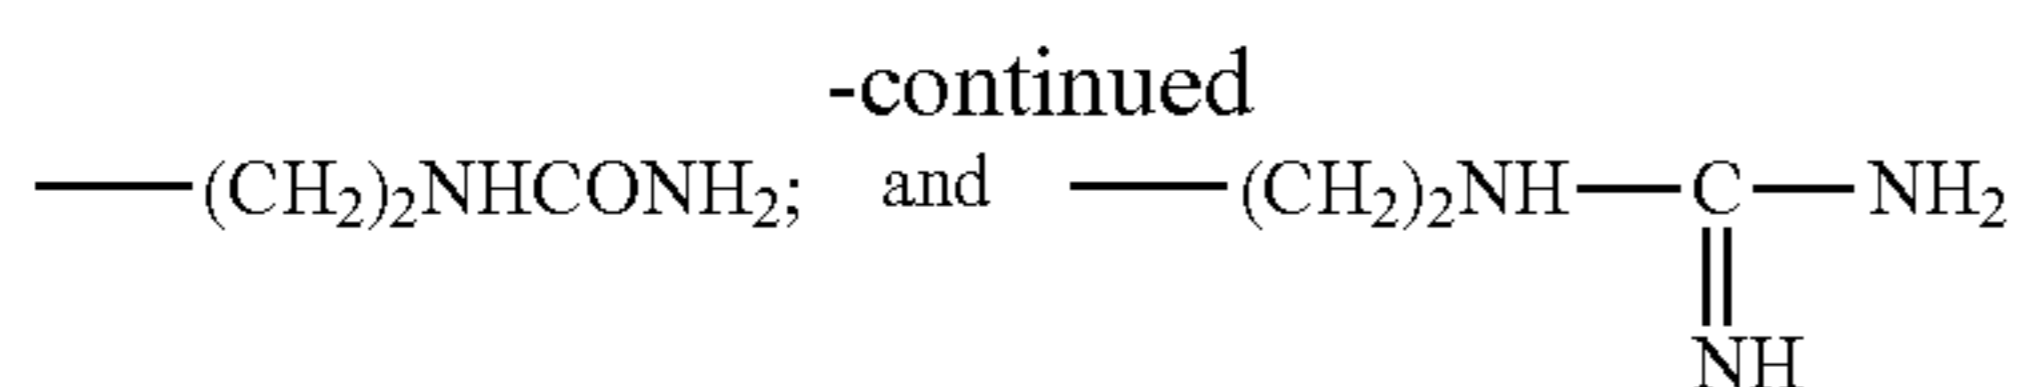 -continued
—(CH₂)₂NHCONH₂; and —(CH₂)₂NH—C—NH₂
NH